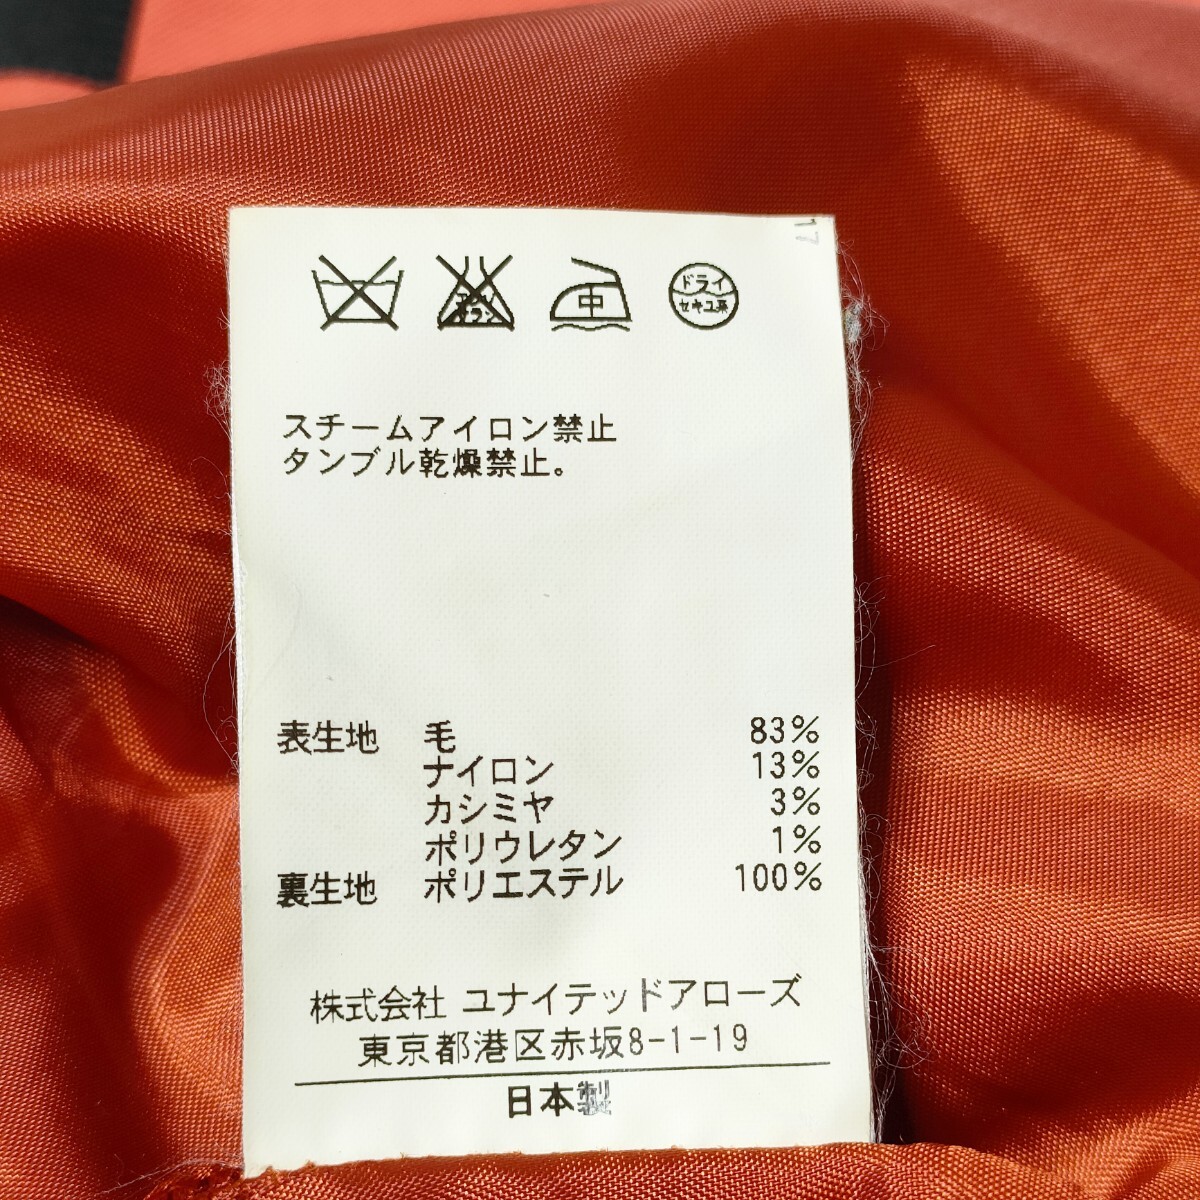 中
ドライ
セキユ系
スチームアイロン禁止
タンブル乾燥禁止。
表生地 毛 83%
ナイロン 13%
カシミヤ 3%
ポリウレタン 1%
裏生地 ポリエステル 100%
株式会社 ユナイテッドアローズ
東京都港区赤坂8-1-19
日本製